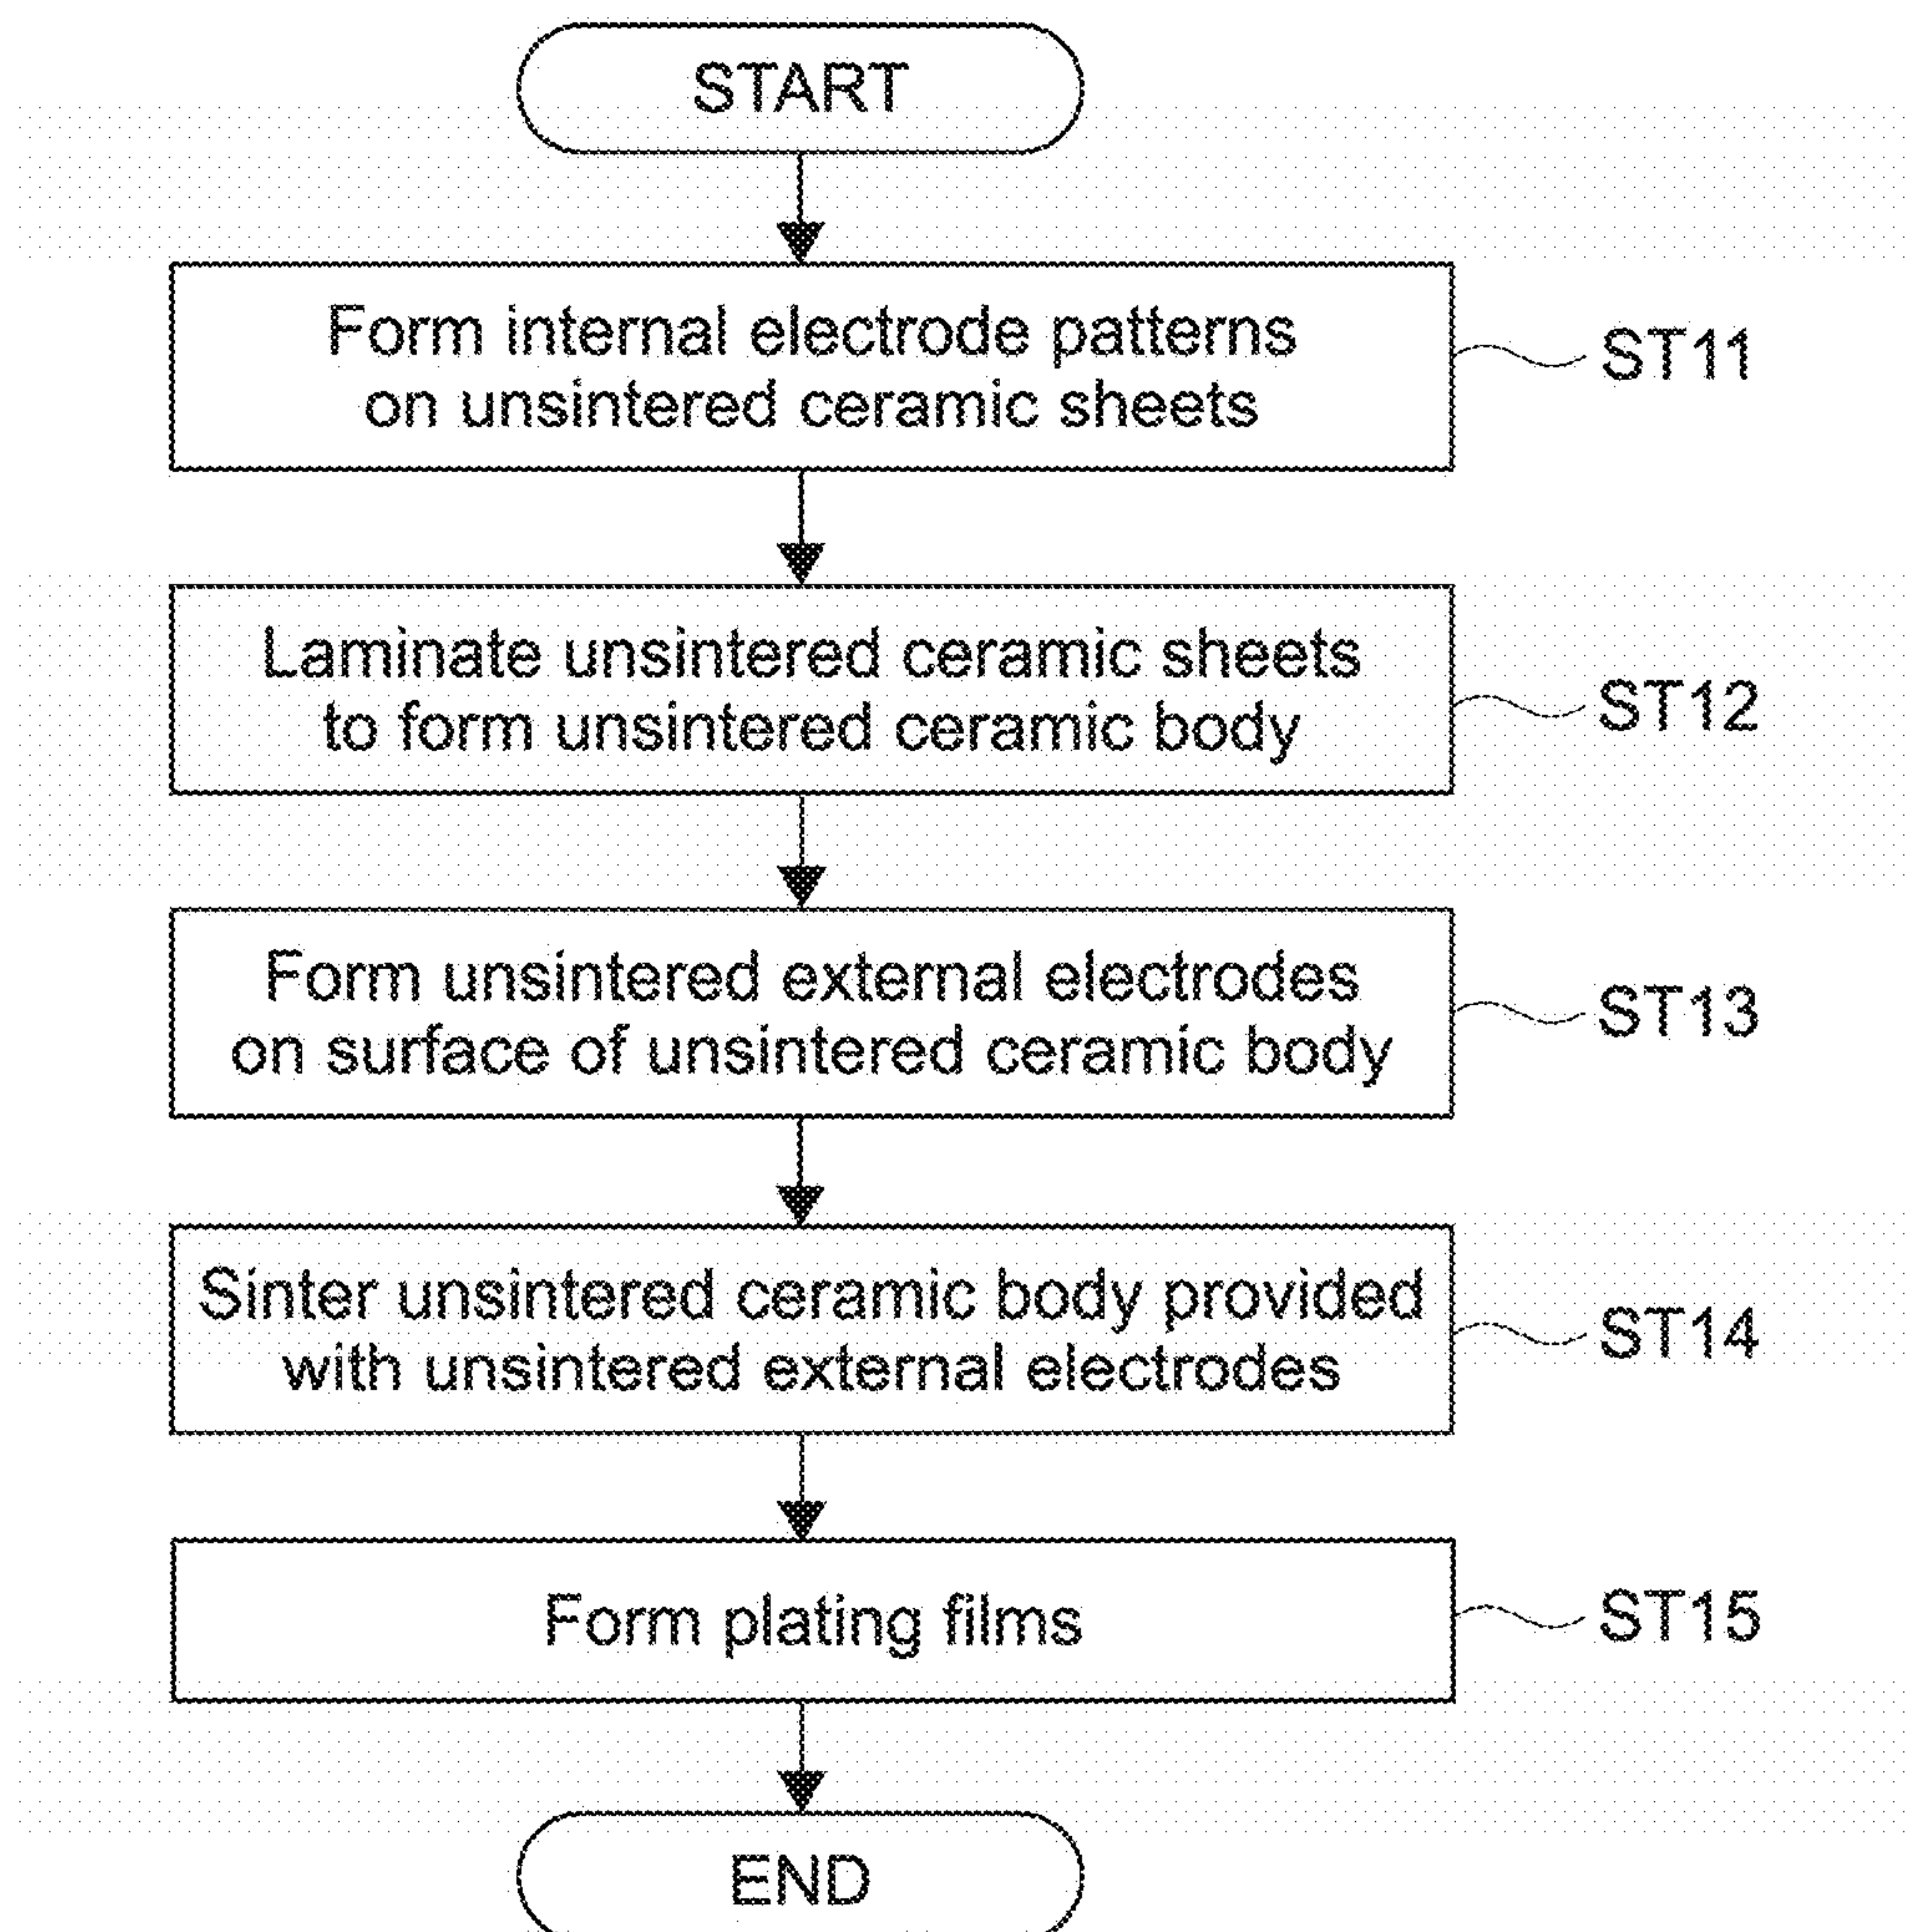 START
Form internal electrode patterns
on unsintered ceramic sheets
ST11
Laminate unsintered ceramic sheets
to form unsintered ceramic body
ST12
Form unsintered external electrodes
on surface of unsintered ceramic body
ST13
Sinter unsintered ceramic body provided
with unsintered external electrodes
ST14
Form plating films
ST15
END